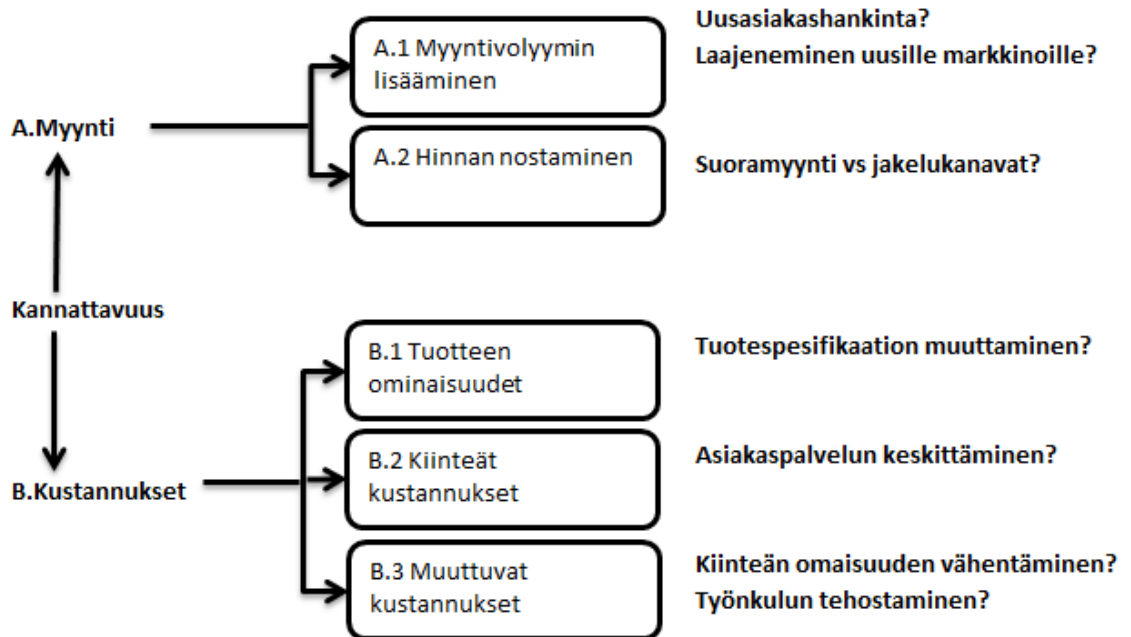 Uusasiakashankinta?
A.1 Myyntivolyymin
lisääminen
Laajeneminen uusille markkinoille?
A.Myynti
A.2 Hinnan nostaminen
Suoramyynti vs jakelukanavat?
Kannattavuus
B.1 Tuotteen
ominaisuudet
Tuotespesifikaation muuttaminen?
B.2 Kiinteät
kustannukset
Asiakaspalvelun keskittäminen?
B.Kustannukset
B.3 Muuttuvat
kustannukset
Kiinteän omaisuuden vähentäminen?
Työnkulun tehostaminen?